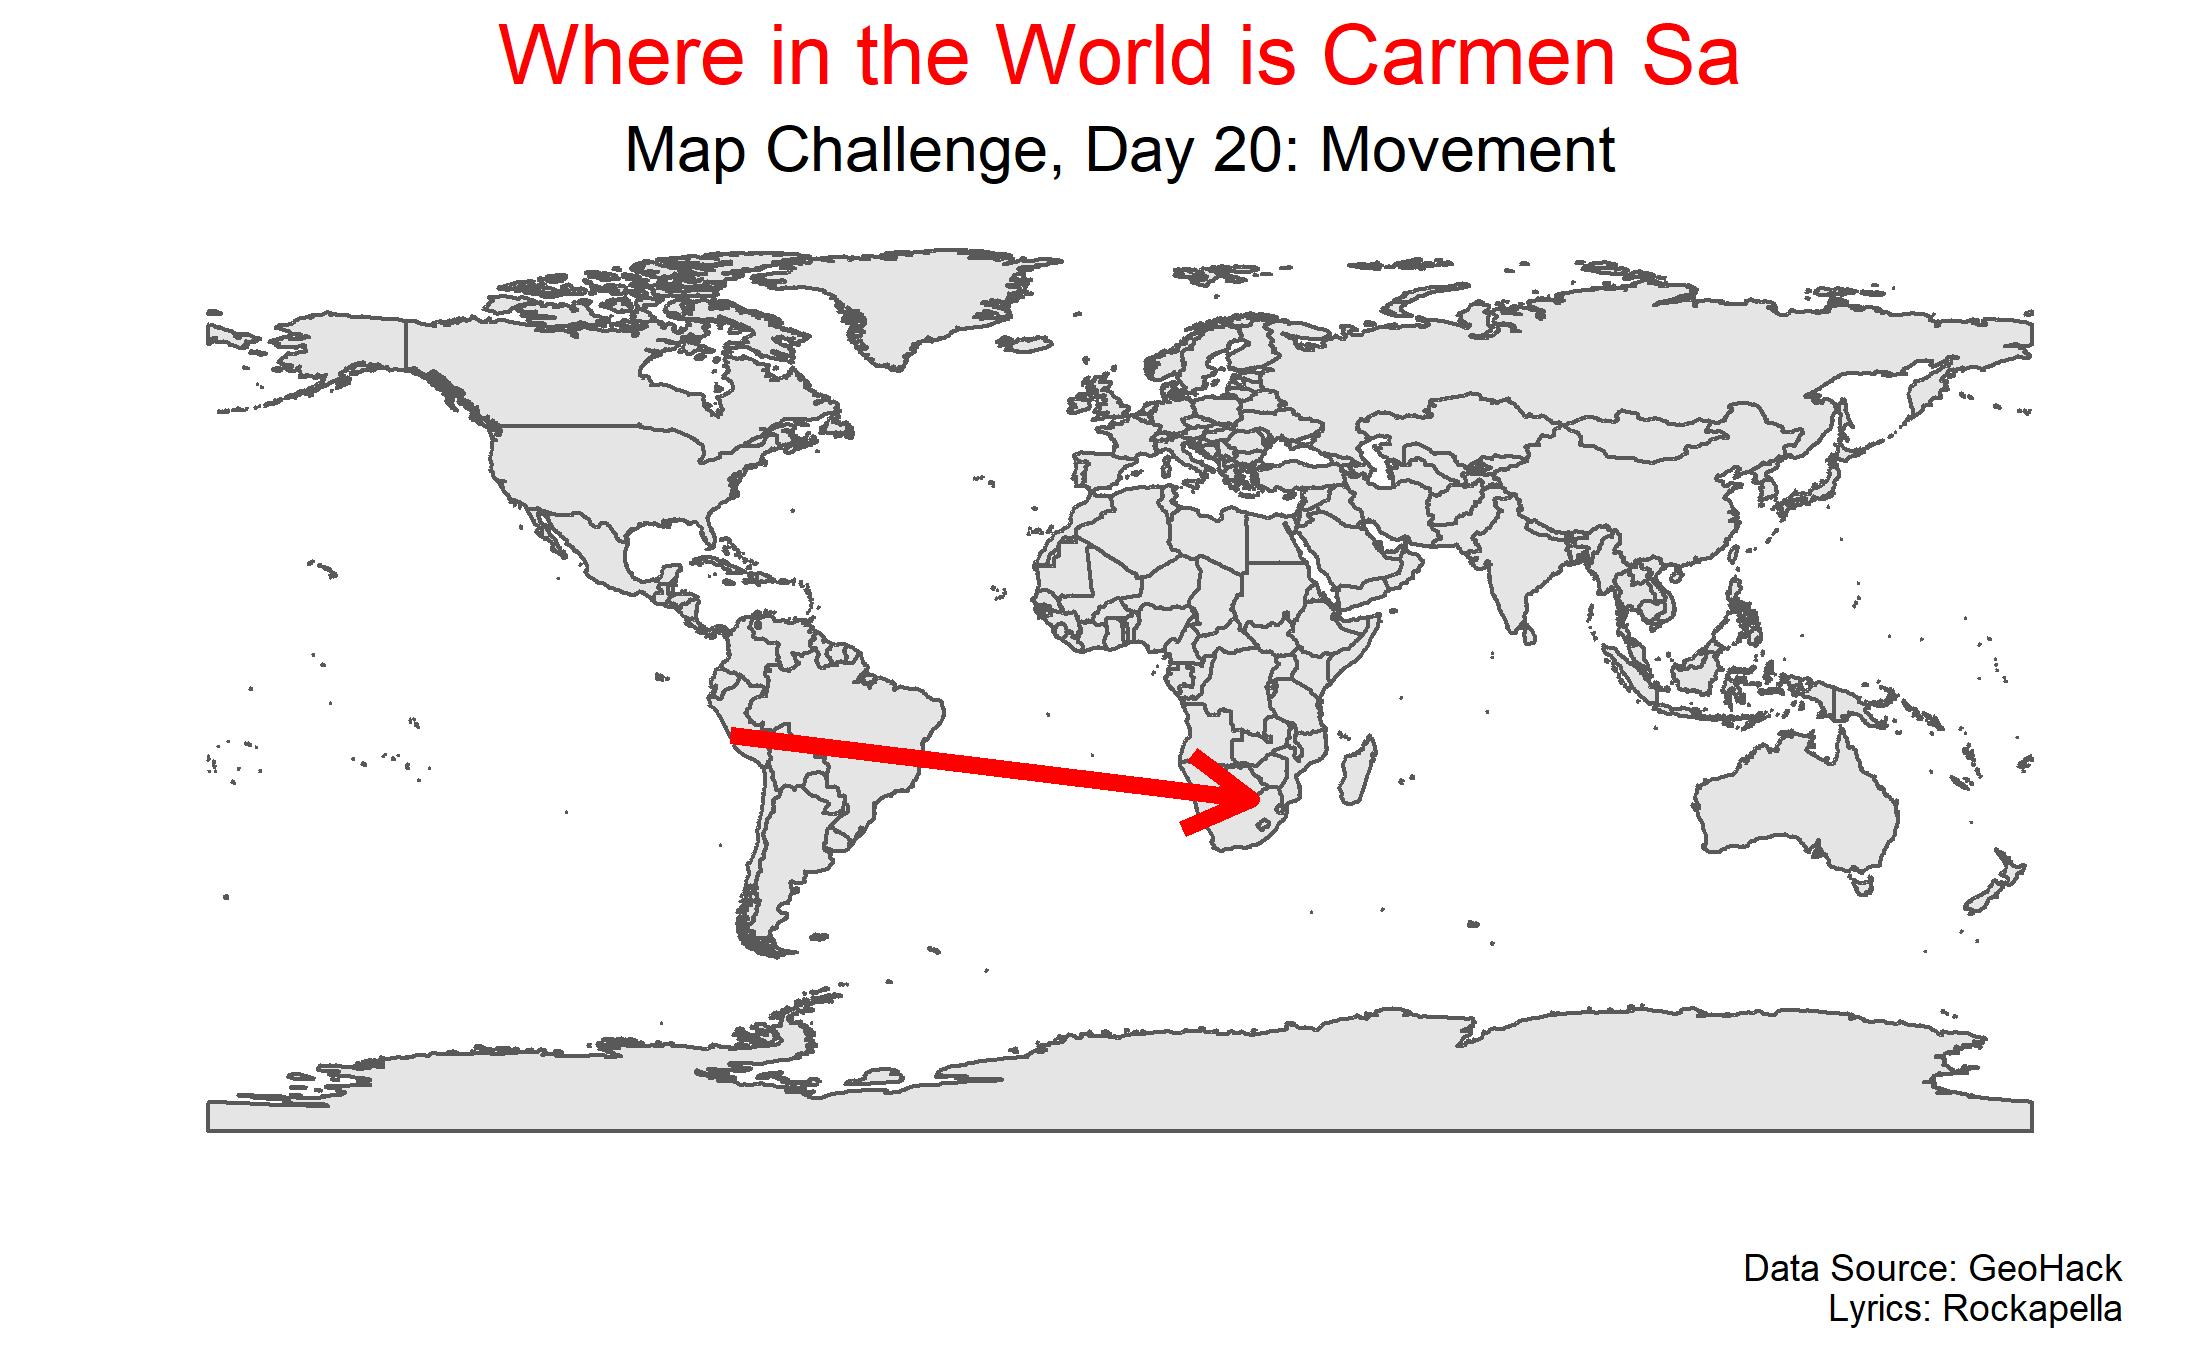 Where in the World is Carmen Sa
Map Challenge, Day 20: Movement
Data Source: GeoHack
Lyrics: Rockapella